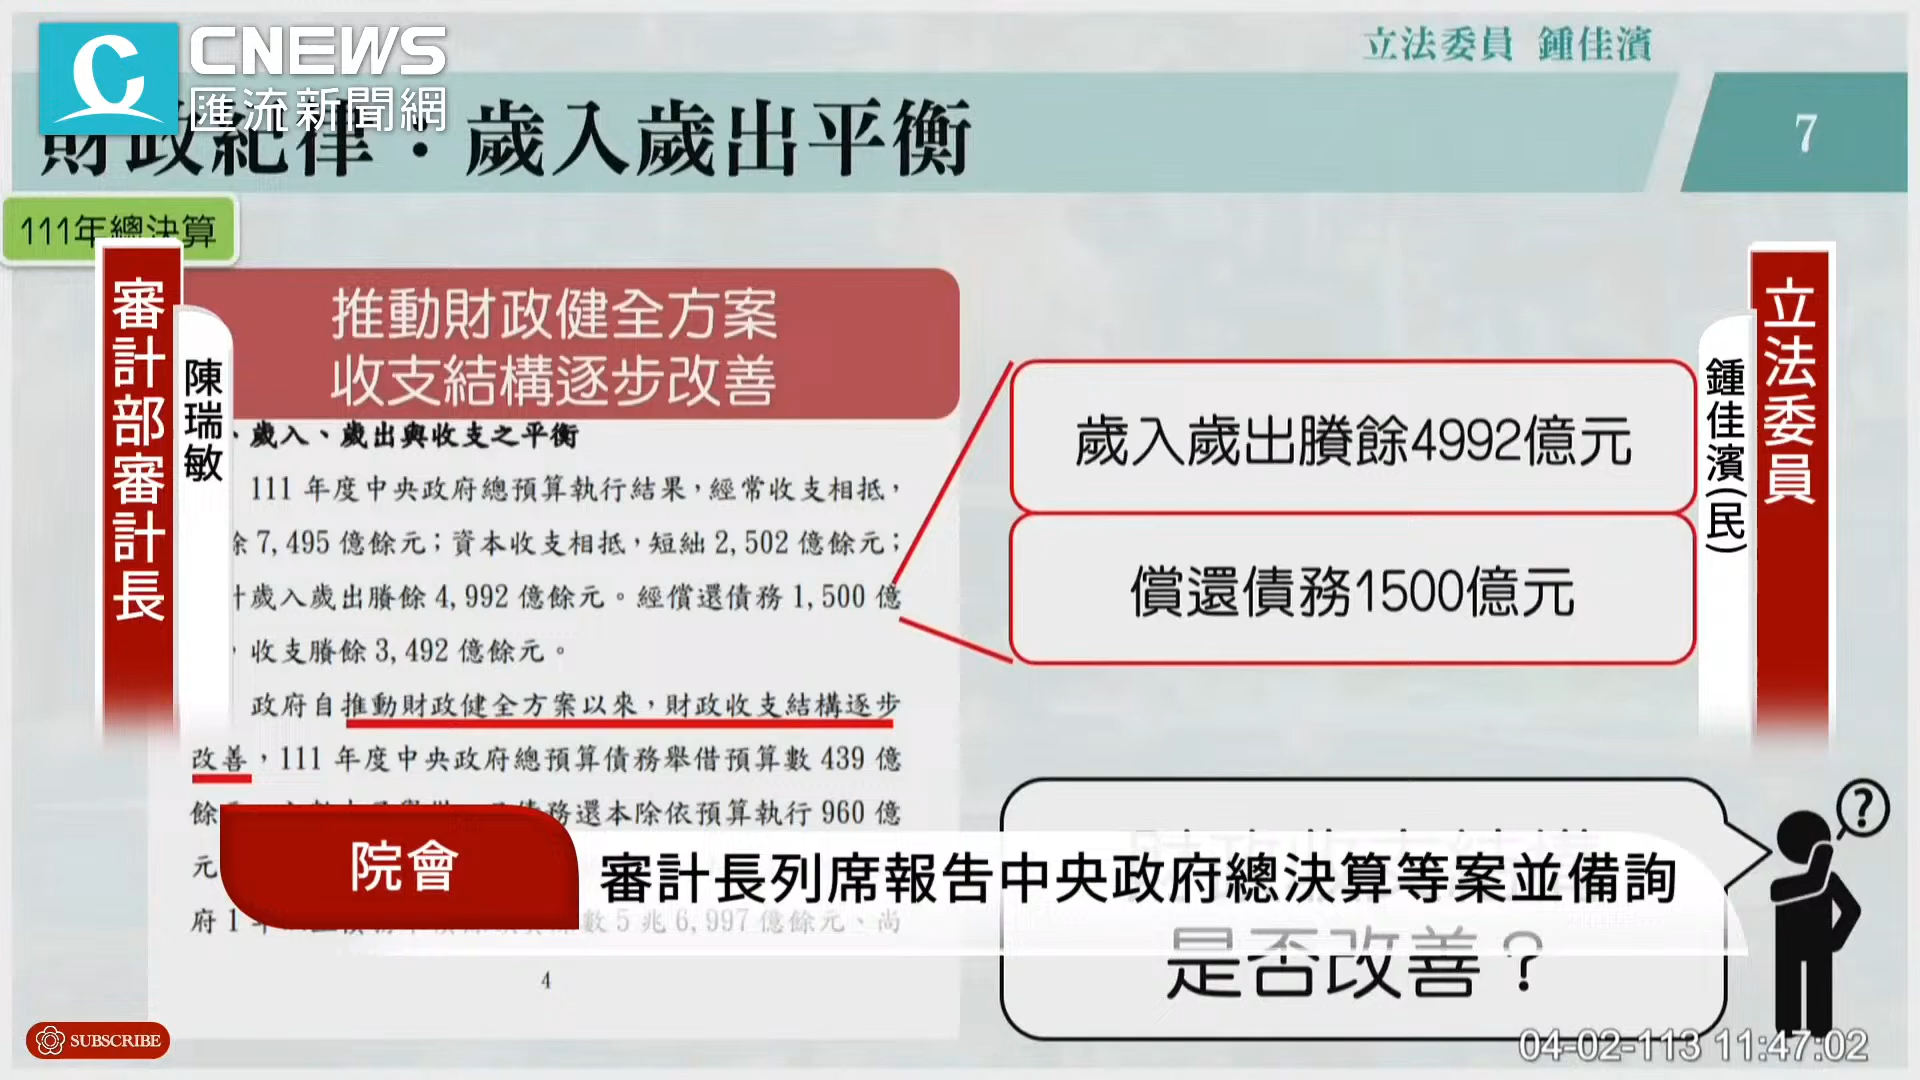 CNEWS
匯流新聞網
立法委員 鍾佳濱
財政紀律：歲入歲出平衡
7
111年總決算
審計部審計長
陳瑞敏
推動財政健全方案
收支結構逐步改善
、歲入、歲出與收支之平衡
111 年度中央政府總預算執行結果，經常收支相抵，
餘 7,495 億餘元；資本收支相抵，短絀 2,502 億餘元；
計歲入歲出賸餘 4,992 億餘元。經償還債務 1,500 億
，收支賸餘 3,492 億餘元。
政府自推動財政健全方案以來，財政收支結構逐步
改善，111 年度中央政府總預算債務舉借預算數 439 億
餘 務還本除依預算執行 960 億
元
府 1 年 數 5 兆 6,997 億餘元、尚
4
歲入歲出賸餘4992億元
償還債務1500億元
立法委員
鍾佳濱(民)
?
是否改善？
院會
審計長列席報告中央政府總決算等案並備詢
SUBSCRIBE
04-02-113 11:47:02